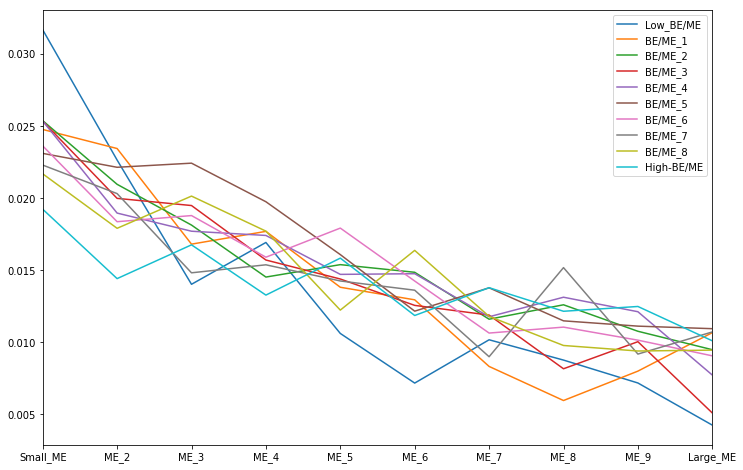 0.030
0.025
0.020
0.015
0.010
0.005
Low_BE/ME
BE/ME_1
BE/ME_2
BE/ME_3
BE/ME_4
BE/ME_5
BE/ME_6
BE/ME_7
BE/ME_8
High-BE/ME
Small_ME ME_2 ME_3 ME_4 ME_5 ME_6 ME_7 ME_8 ME_9 Large_ME